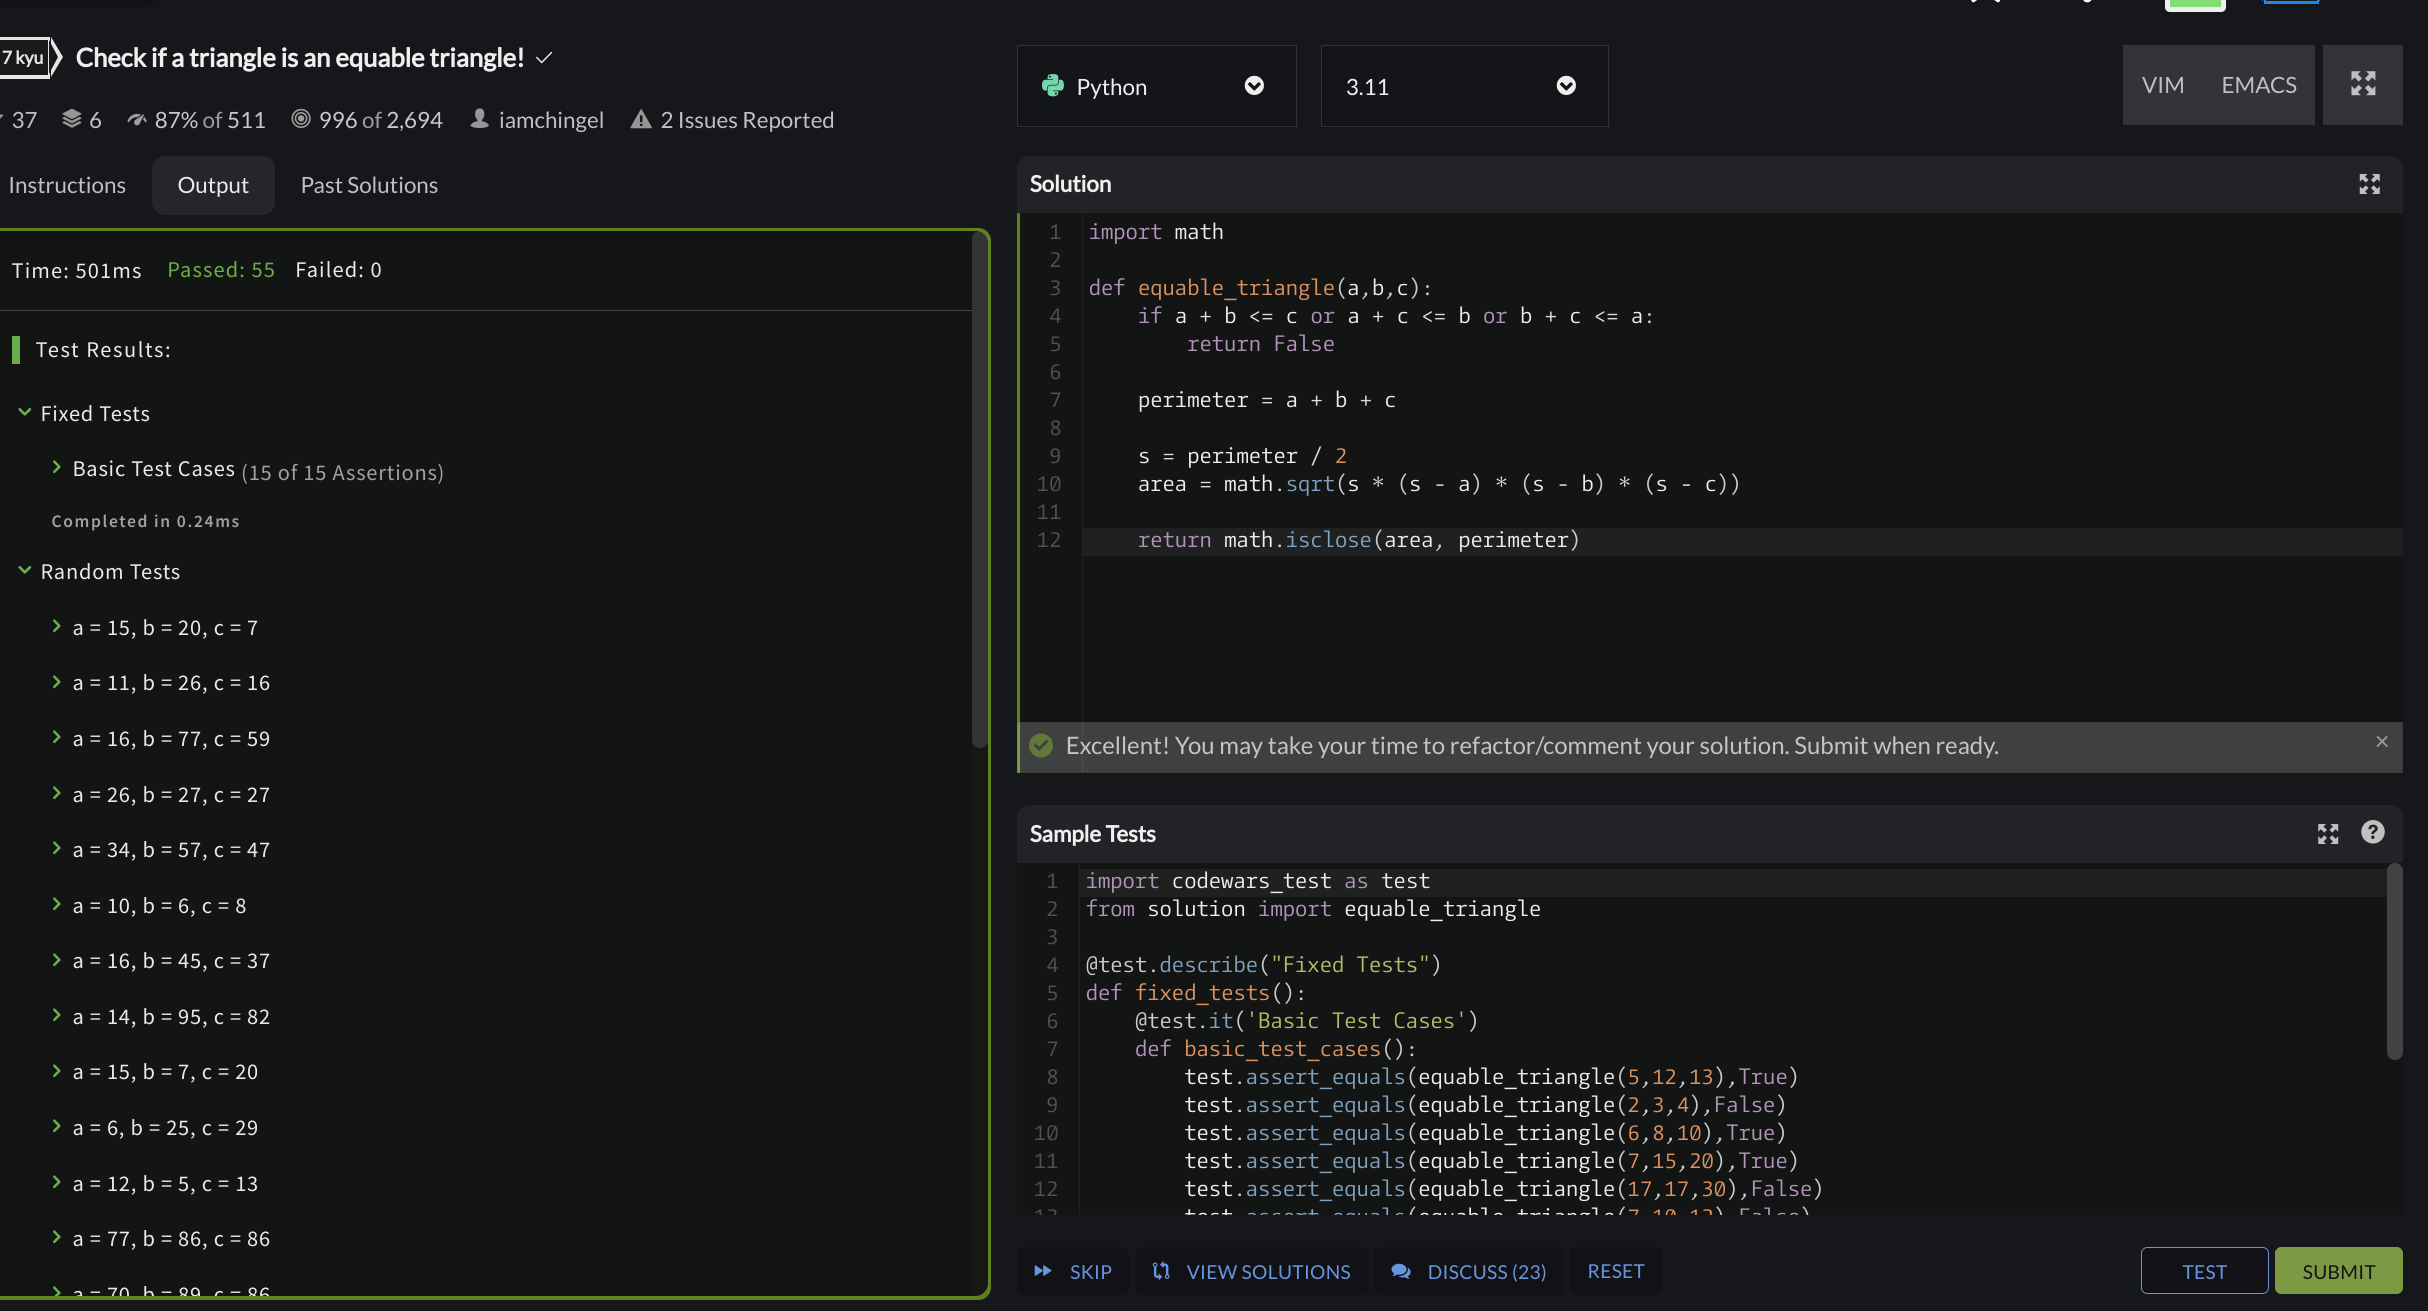 7 kyu Check if a triangle is an equable triangle!
37 6 87% of 511 996 of 2,694 iamchingel 2 Issues Reported
Instructions Output Past Solutions
Time: 501ms Passed: 55 Failed: 0
Test Results:
Fixed Tests
Basic Test Cases (15 of 15 Assertions)
Completed in 0.24ms
Random Tests
a = 15, b = 20, c = 7
a = 11, b = 26, c = 16
a = 16, b = 77, c = 59
a = 26, b = 27, c = 27
a = 34, b = 57, c = 47
a = 10, b = 6, c = 8
a = 16, b = 45, c = 37
a = 14, b = 95, c = 82
a = 15, b = 7, c = 20
a = 6, b = 25, c = 29
a = 12, b = 5, c = 13
a = 77, b = 86, c = 86
a = 70, b = 89, c = 86
Python 3.11 VIM EMACS
Solution
1 import math
2
3 def equable_triangle(a,b,c):
4     if a + b <= c or a + c <= b or b + c <= a:
5         return False
6
7     perimeter = a + b + c
8
9     s = perimeter / 2
10     area = math.sqrt(s * (s - a) * (s - b) * (s - c))
11
12     return math.isclose(area, perimeter)
Excellent! You may take your time to refactor/comment your solution. Submit when ready. ×
Sample Tests
1 import codewars_test as test
2 from solution import equable_triangle
3
4 @test.describe("Fixed Tests")
5 def fixed_tests():
6     @test.it('Basic Test Cases')
7     def basic_test_cases():
8         test.assert_equals(equable_triangle(5,12,13),True)
9         test.assert_equals(equable_triangle(2,3,4),False)
10         test.assert_equals(equable_triangle(6,8,10),True)
11         test.assert_equals(equable_triangle(7,15,20),True)
12         test.assert_equals(equable_triangle(17,17,30),False)
13         test.assert_equals(equable_triangle(7,10,12),False)
SKIP VIEW SOLUTIONS DISCUSS (23) RESET TEST SUBMIT